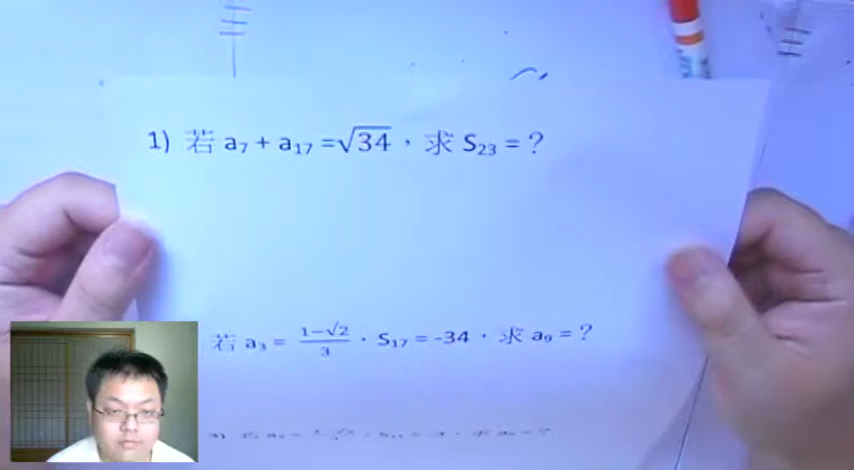 1) 若 a₇ + a₁₇ =√34，求 S₂₃ = ?
若 a₃ = (1−√2)/3，S₁₇ = -34，求 a₉ = ?